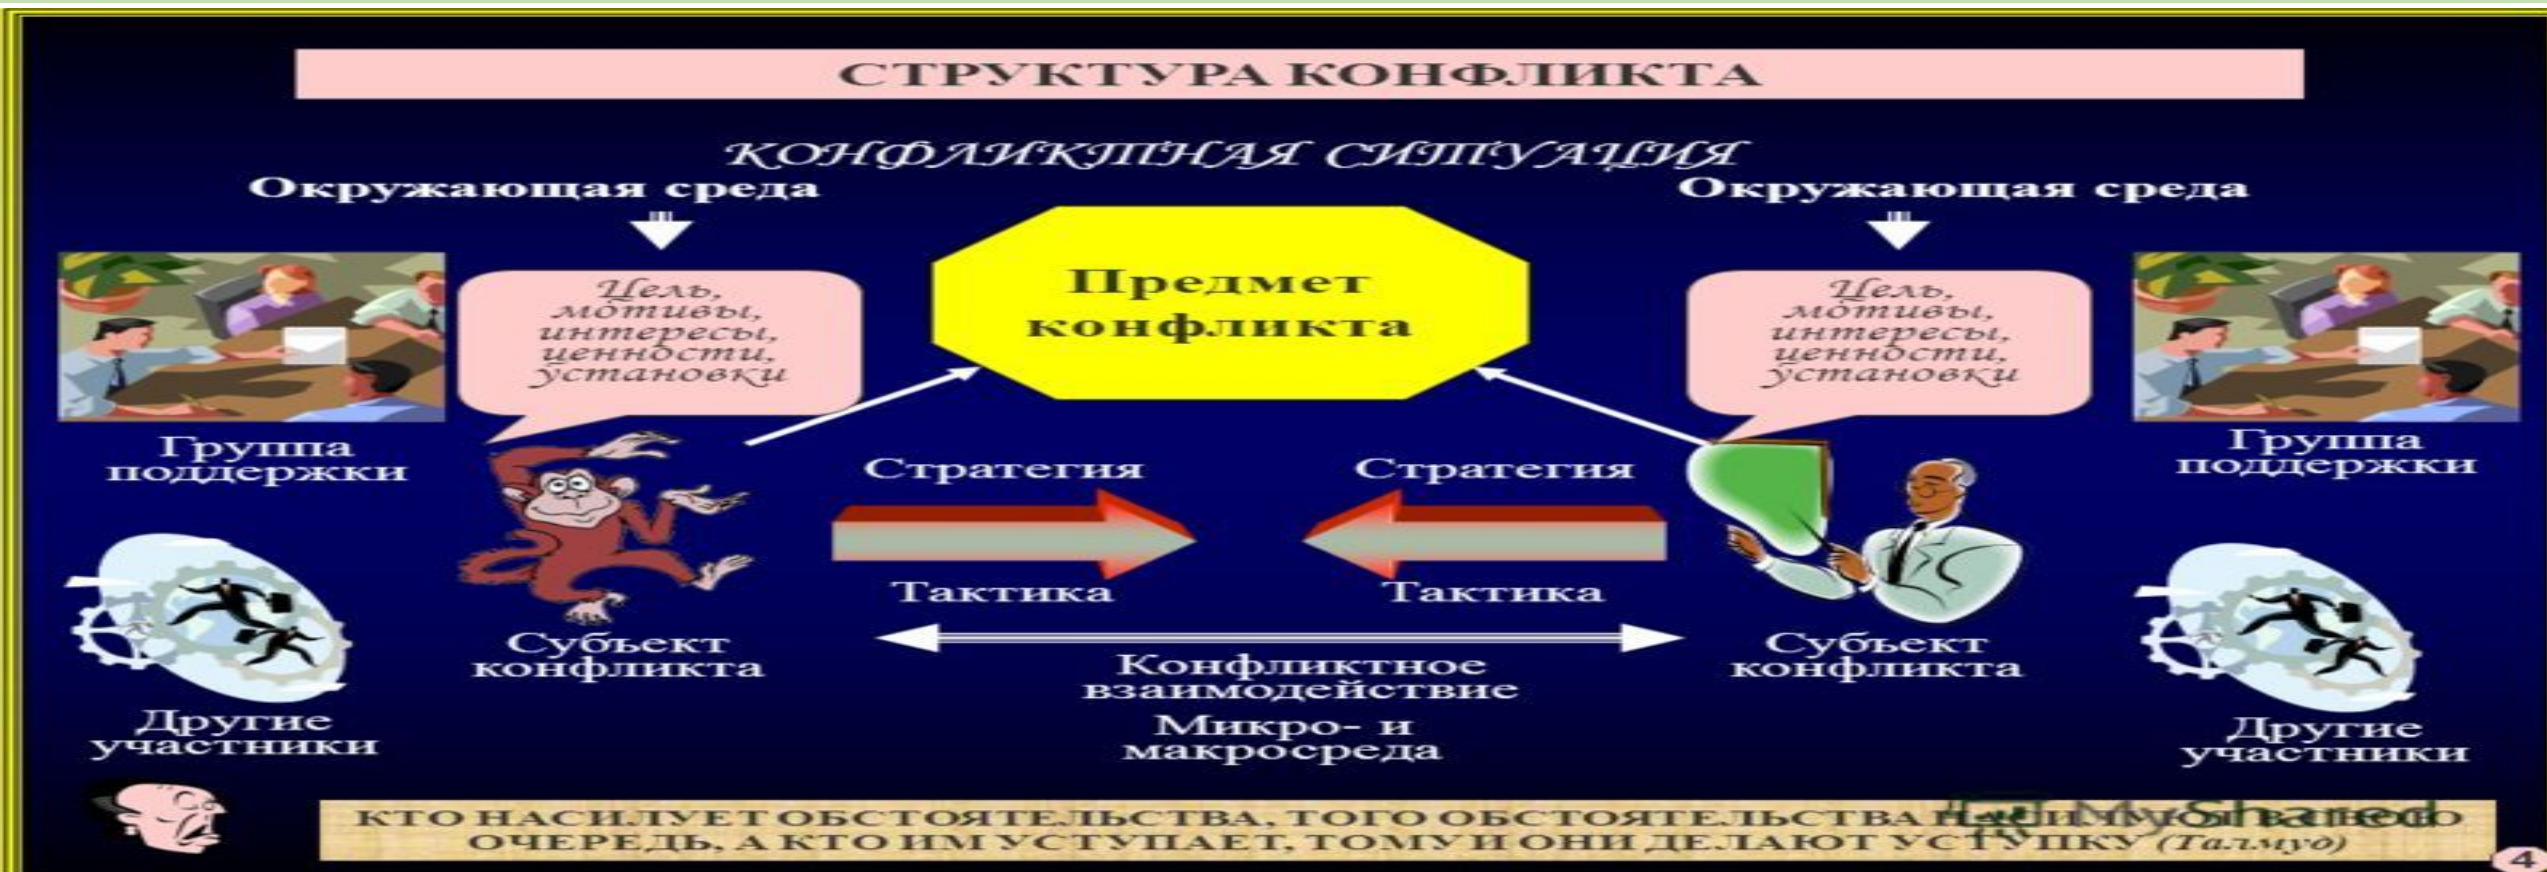 СТРУКТУРА КОНФЛИКТА
КОНФЛИКТНАЯ СИТУАЦИЯ
Окружающая среда
Окружающая среда
Предмет
конфликта
Цель,
мотивы,
интересы,
ценности,
установки
Цель,
мотивы,
интересы,
ценности,
установки
Группа
поддержки
Группа
поддержки
Стратегия
Стратегия
Тактика
Тактика
Субъект
конфликта
Субъект
конфликта
Конфликтное
взаимодействие
Микро- и
макросреда
Другие
участники
Другие
участники
КТО НАСИЛУЕТ ОБСТОЯТЕЛЬСТВА, ТОГО ОБСТОЯТЕЛЬСТВА
ОЧЕРЕДЬ, А КТО ИМ УСТУПАЕТ, ТОМУ И ОНИ ДЕЛАЮТ УСТУПКУ (Талмуд)
MyShared
4